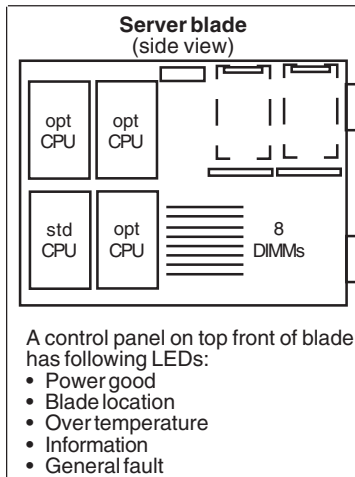 Server blade
(side view)
opt
CPU
opt
CPU
std
CPU
opt
CPU
8
DIMMs
A control panel on top front of blade
has following LEDs:
• Power good
• Blade location
• Over temperature
• Information
• General fault